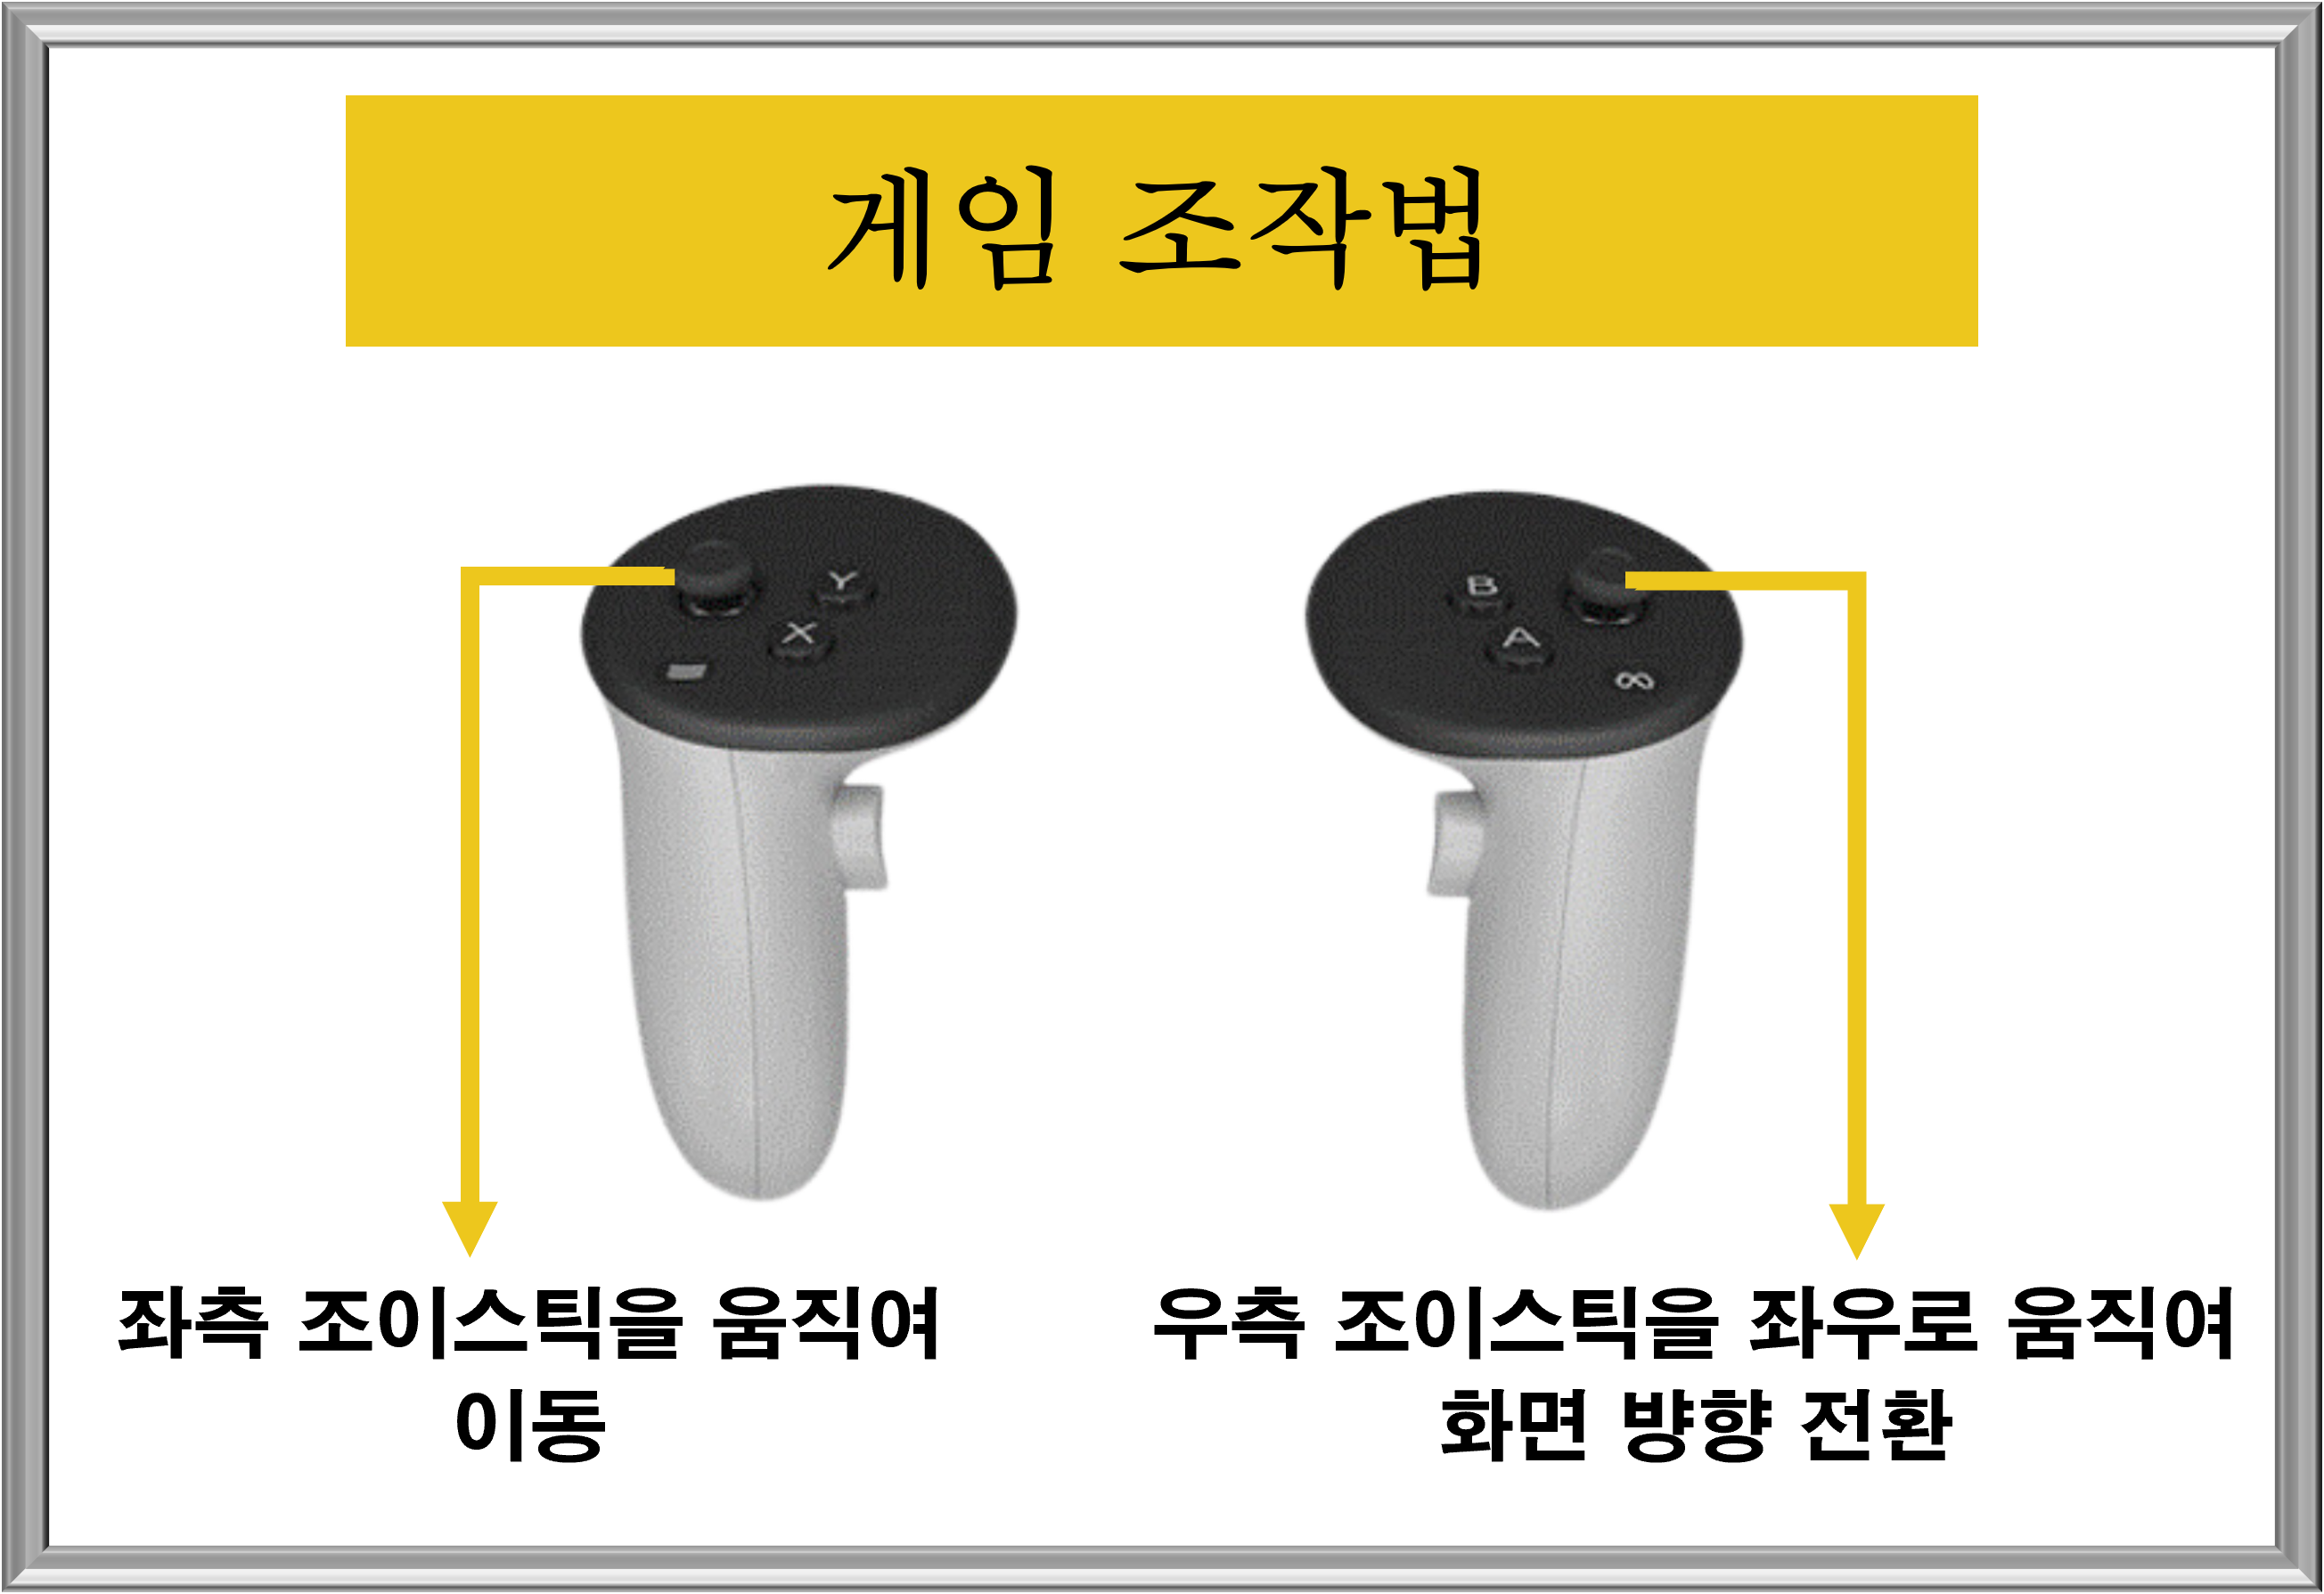 게임 조작법
Y
X
B
A
좌측 조이스틱을 움직여
이동
우측 조이스틱을 좌우로 움직여
화면 뱡향 전환